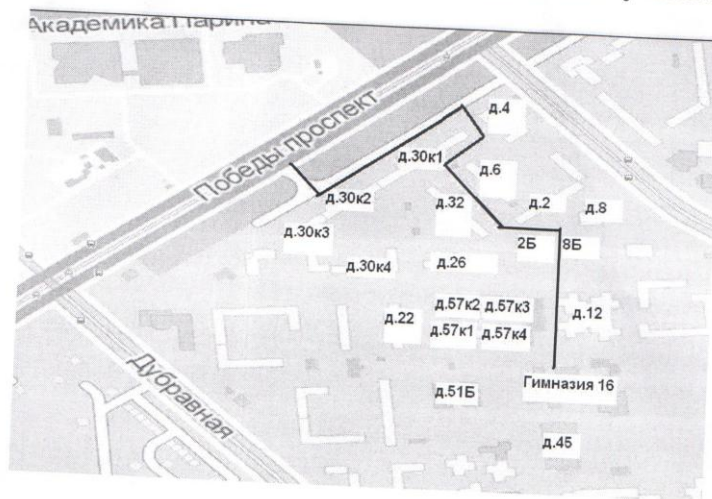 Академика Парина
Победы проспект
д.4
д.30к1
д.6
д.30к2
д.32
д.2
д.8
д.30к3
2Б
8Б
д.30к4
д.26
д.57к2
д.57к3
д.22
д.12
д.57к1
д.57к4
Дубравная
Гимназия 16
д.51Б
д.45